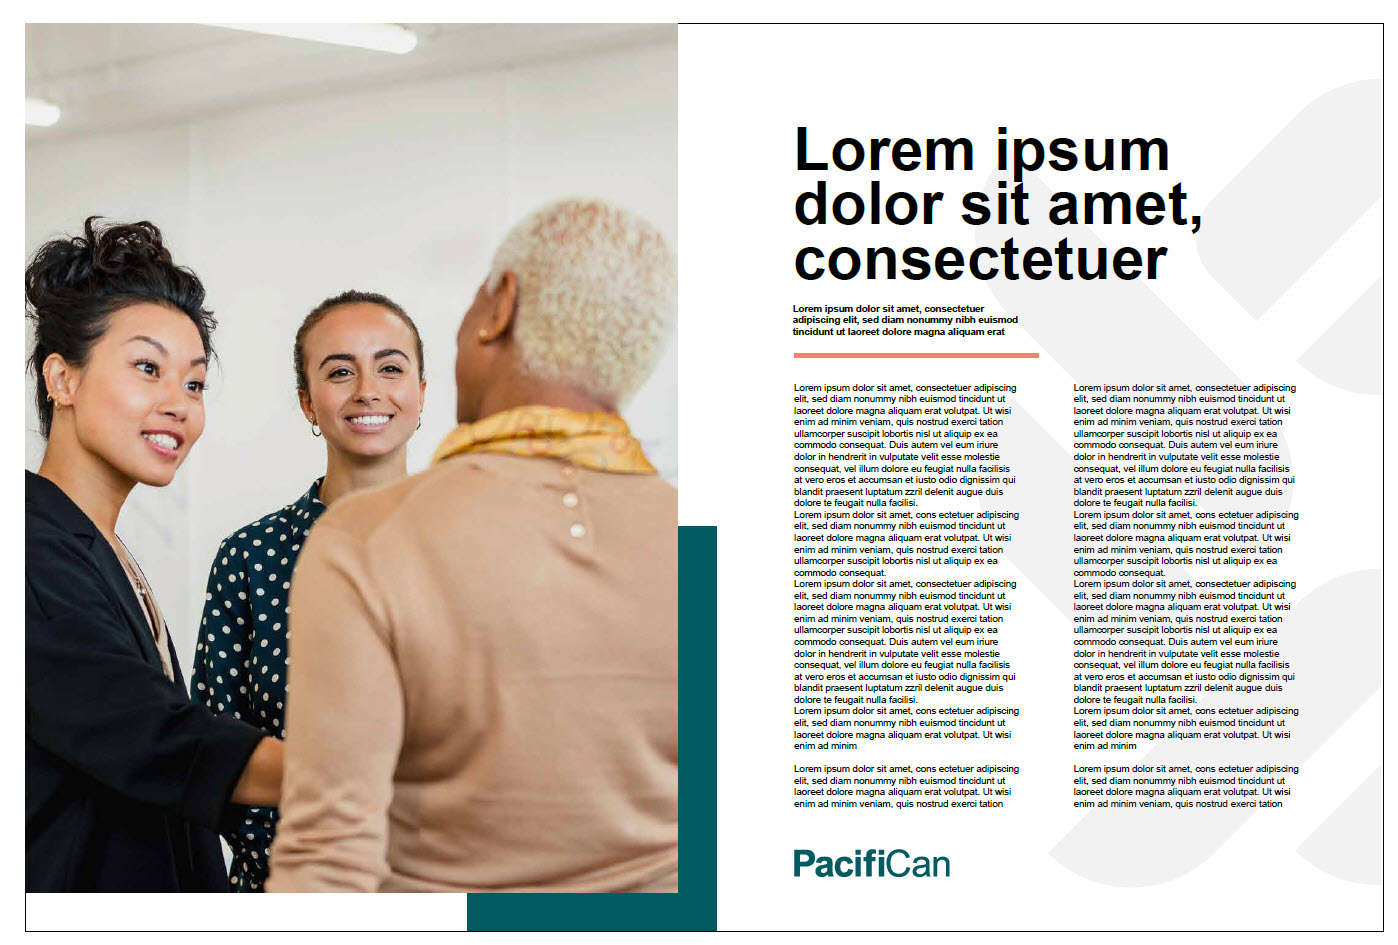 Lorem ipsum
dolor sit amet,
consectetuer
Lorem ipsum dolor sit amet, consectetuer
adipiscing elit, sed diam nonummy nibh euismod
tincidunt ut laoreet dolore magna aliquam erat
Lorem ipsum dolor sit amet, consectetuer adipiscing
elit, sed diam nonummy nibh euismod tincidunt ut
laoreet dolore magna aliquam erat volutpat. Ut wisi
enim ad minim veniam, quis nostrud exerci tation
ullamcorper suscipit lobortis nisl ut aliquip ex ea
commodo consequat. Duis autem vel eum iriure
dolor in hendrerit in vulputate velit esse molestie
consequat, vel illum dolore eu feugiat nulla facilisis
at vero eros et accumsan et iusto odio dignissim qui
blandit praesent luptatum zzril delenit augue duis
dolore te feugait nulla facilisi.
Lorem ipsum dolor sit amet, cons ectetuer adipiscing
elit, sed diam nonummy nibh euismod tincidunt ut
laoreet dolore magna aliquam erat volutpat. Ut wisi
enim ad minim veniam, quis nostrud exerci tation
ullamcorper suscipit lobortis nisl ut aliquip ex ea
commodo consequat.
Lorem ipsum dolor sit amet, consectetuer adipiscing
elit, sed diam nonummy nibh euismod tincidunt ut
laoreet dolore magna aliquam erat volutpat. Ut wisi
enim ad minim veniam, quis nostrud exerci tation
ullamcorper suscipit lobortis nisl ut aliquip ex ea
commodo consequat. Duis autem vel eum iriure
dolor in hendrerit in vulputate velit esse molestie
consequat, vel illum dolore eu feugiat nulla facilisis
at vero eros et accumsan et iusto odio dignissim qui
blandit praesent luptatum zzril delenit augue duis
dolore te feugait nulla facilisi.
Lorem ipsum dolor sit amet, cons ectetuer adipiscing
elit, sed diam nonummy nibh euismod tincidunt ut
laoreet dolore magna aliquam erat volutpat. Ut wisi
enim ad minim
Lorem ipsum dolor sit amet, cons ectetuer adipiscing
elit, sed diam nonummy nibh euismod tincidunt ut
laoreet dolore magna aliquam erat volutpat. Ut wisi
enim ad minim veniam, quis nostrud exerci tation
Lorem ipsum dolor sit amet, consectetuer adipiscing
elit, sed diam nonummy nibh euismod tincidunt ut
laoreet dolore magna aliquam erat volutpat. Ut wisi
enim ad minim veniam, quis nostrud exerci tation
ullamcorper suscipit lobortis nisl ut aliquip ex ea
commodo consequat. Duis autem vel eum iriure
dolor in hendrerit in vulputate velit esse molestie
consequat, vel illum dolore eu feugiat nulla facilisis
at vero eros et accumsan et iusto odio dignissim qui
blandit praesent luptatum zzril delenit augue duis
dolore te feugait nulla facilisi.
Lorem ipsum dolor sit amet, cons ectetuer adipiscing
elit, sed diam nonummy nibh euismod tincidunt ut
laoreet dolore magna aliquam erat volutpat. Ut wisi
enim ad minim veniam, quis nostrud exerci tation
ullamcorper suscipit lobortis nisl ut aliquip ex ea
commodo consequat.
Lorem ipsum dolor sit amet, consectetuer adipiscing
elit, sed diam nonummy nibh euismod tincidunt ut
laoreet dolore magna aliquam erat volutpat. Ut wisi
enim ad minim veniam, quis nostrud exerci tation
ullamcorper suscipit lobortis nisl ut aliquip ex ea
commodo consequat. Duis autem vel eum iriure
dolor in hendrerit in vulputate velit esse molestie
consequat, vel illum dolore eu feugiat nulla facilisis
at vero eros et accumsan et iusto odio dignissim qui
blandit praesent luptatum zzril delenit augue duis
dolore te feugait nulla facilisi.
Lorem ipsum dolor sit amet, cons ectetuer adipiscing
elit, sed diam nonummy nibh euismod tincidunt ut
laoreet dolore magna aliquam erat volutpat. Ut wisi
enim ad minim
Lorem ipsum dolor sit amet, cons ectetuer adipiscing
elit, sed diam nonummy nibh euismod tincidunt ut
laoreet dolore magna aliquam erat volutpat. Ut wisi
enim ad minim veniam, quis nostrud exerci tation
PacifiCan